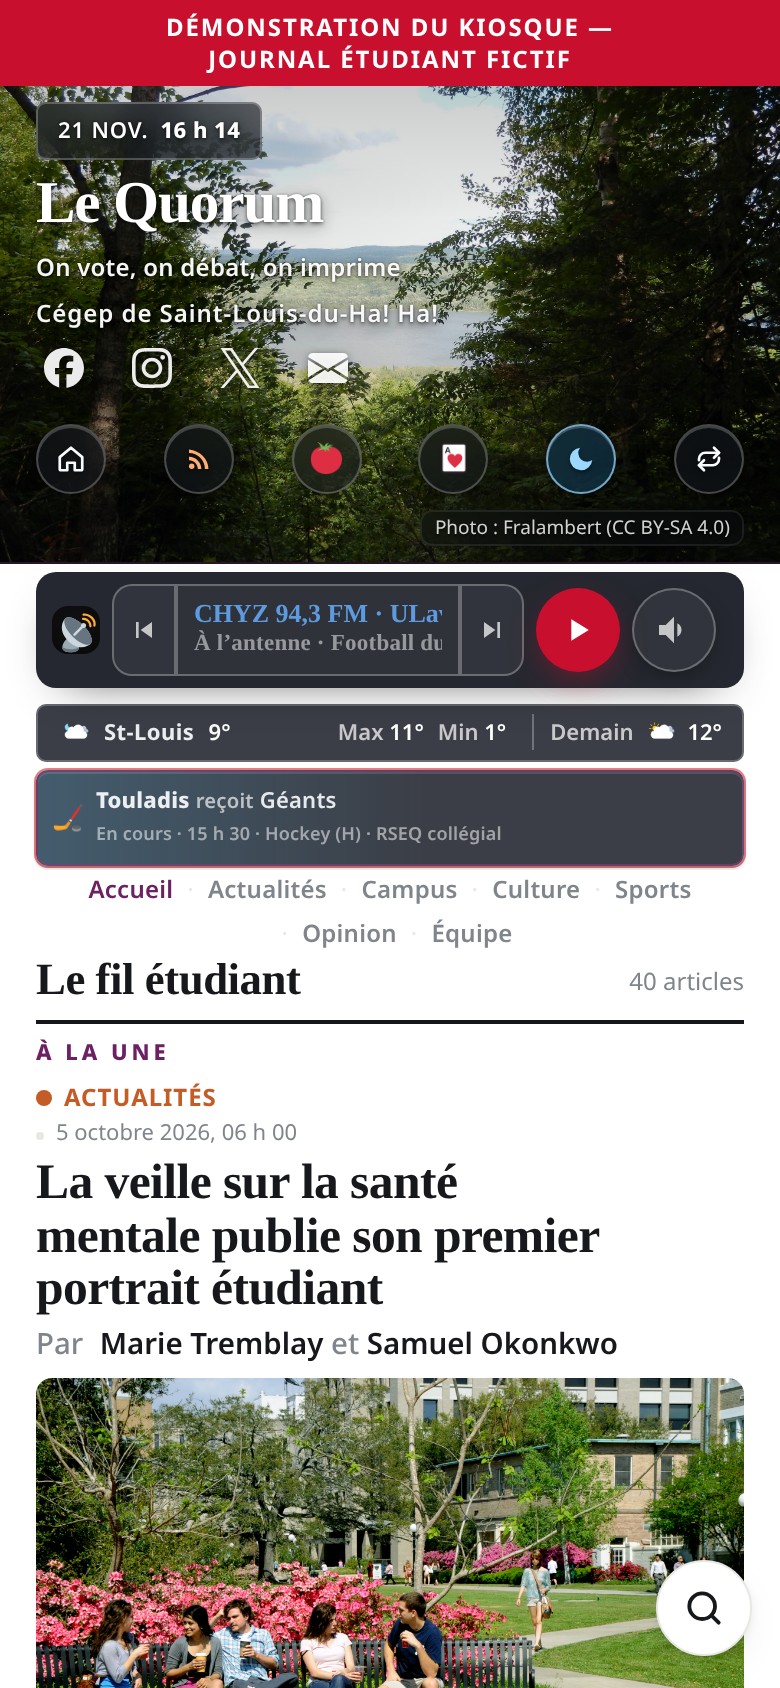 DÉMONSTRATION DU KIOSQUE —
JOURNAL ÉTUDIANT FICTIF
21 NOV. 16 h 14
Le Quorum
On vote, on débat, on imprime
Cégep de Saint-Louis-du-Ha! Ha!
Photo : Fralambert (CC BY-SA 4.0)
CHYZ 94,3 FM · ULav
À l’antenne · Football du
St-Louis 9° Max 11° Min 1° Demain 12°
Touladis reçoit Géants
En cours · 15 h 30 · Hockey (H) · RSEQ collégial
Accueil · Actualités · Campus · Culture · Sports
· Opinion · Équipe
Le fil étudiant 40 articles
À LA UNE
ACTUALITÉS
5 octobre 2026, 06 h 00
La veille sur la santé
mentale publie son premier
portrait étudiant
Par Marie Tremblay et Samuel Okonkwo